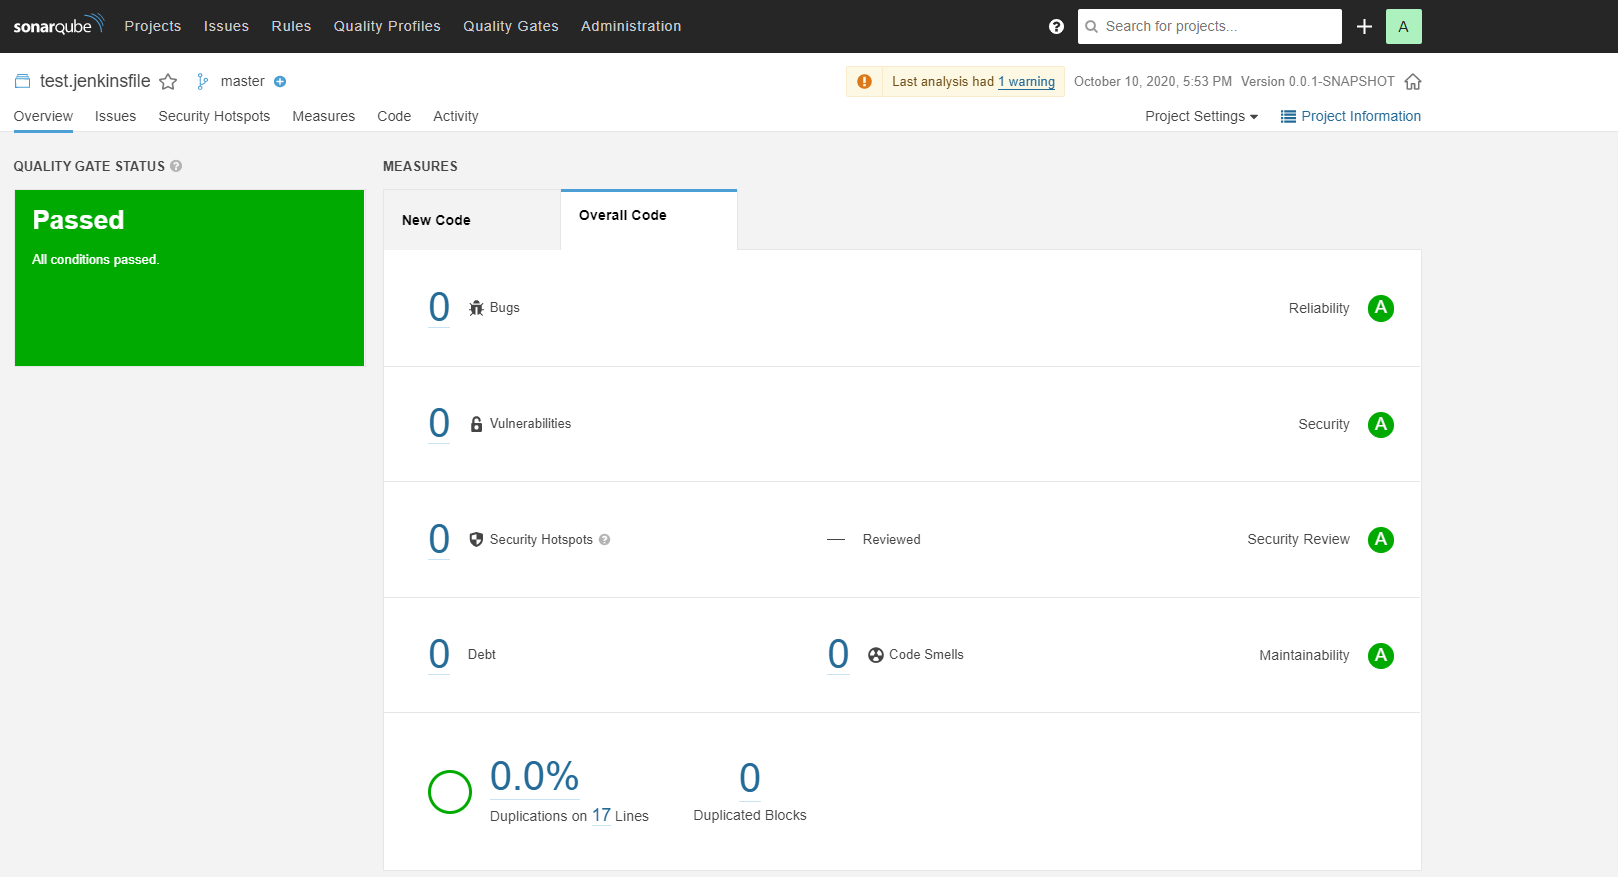 sonarqube Projects Issues Rules Quality Profiles Quality Gates Administration ? Search for projects... + A
test.jenkinsfile master Last analysis had 1 warning October 10, 2020, 5:53 PM Version 0.0.1-SNAPSHOT
Overview Issues Security Hotspots Measures Code Activity Project Settings Project Information
QUALITY GATE STATUS ? MEASURES
Passed
All conditions passed.
New Code Overall Code
0 Bugs Reliability A
0 Vulnerabilities Security A
0 Security Hotspots ? — Reviewed Security Review A
0 Debt 0 Code Smells Maintainability A
0.0% 0
Duplications on 17 Lines Duplicated Blocks